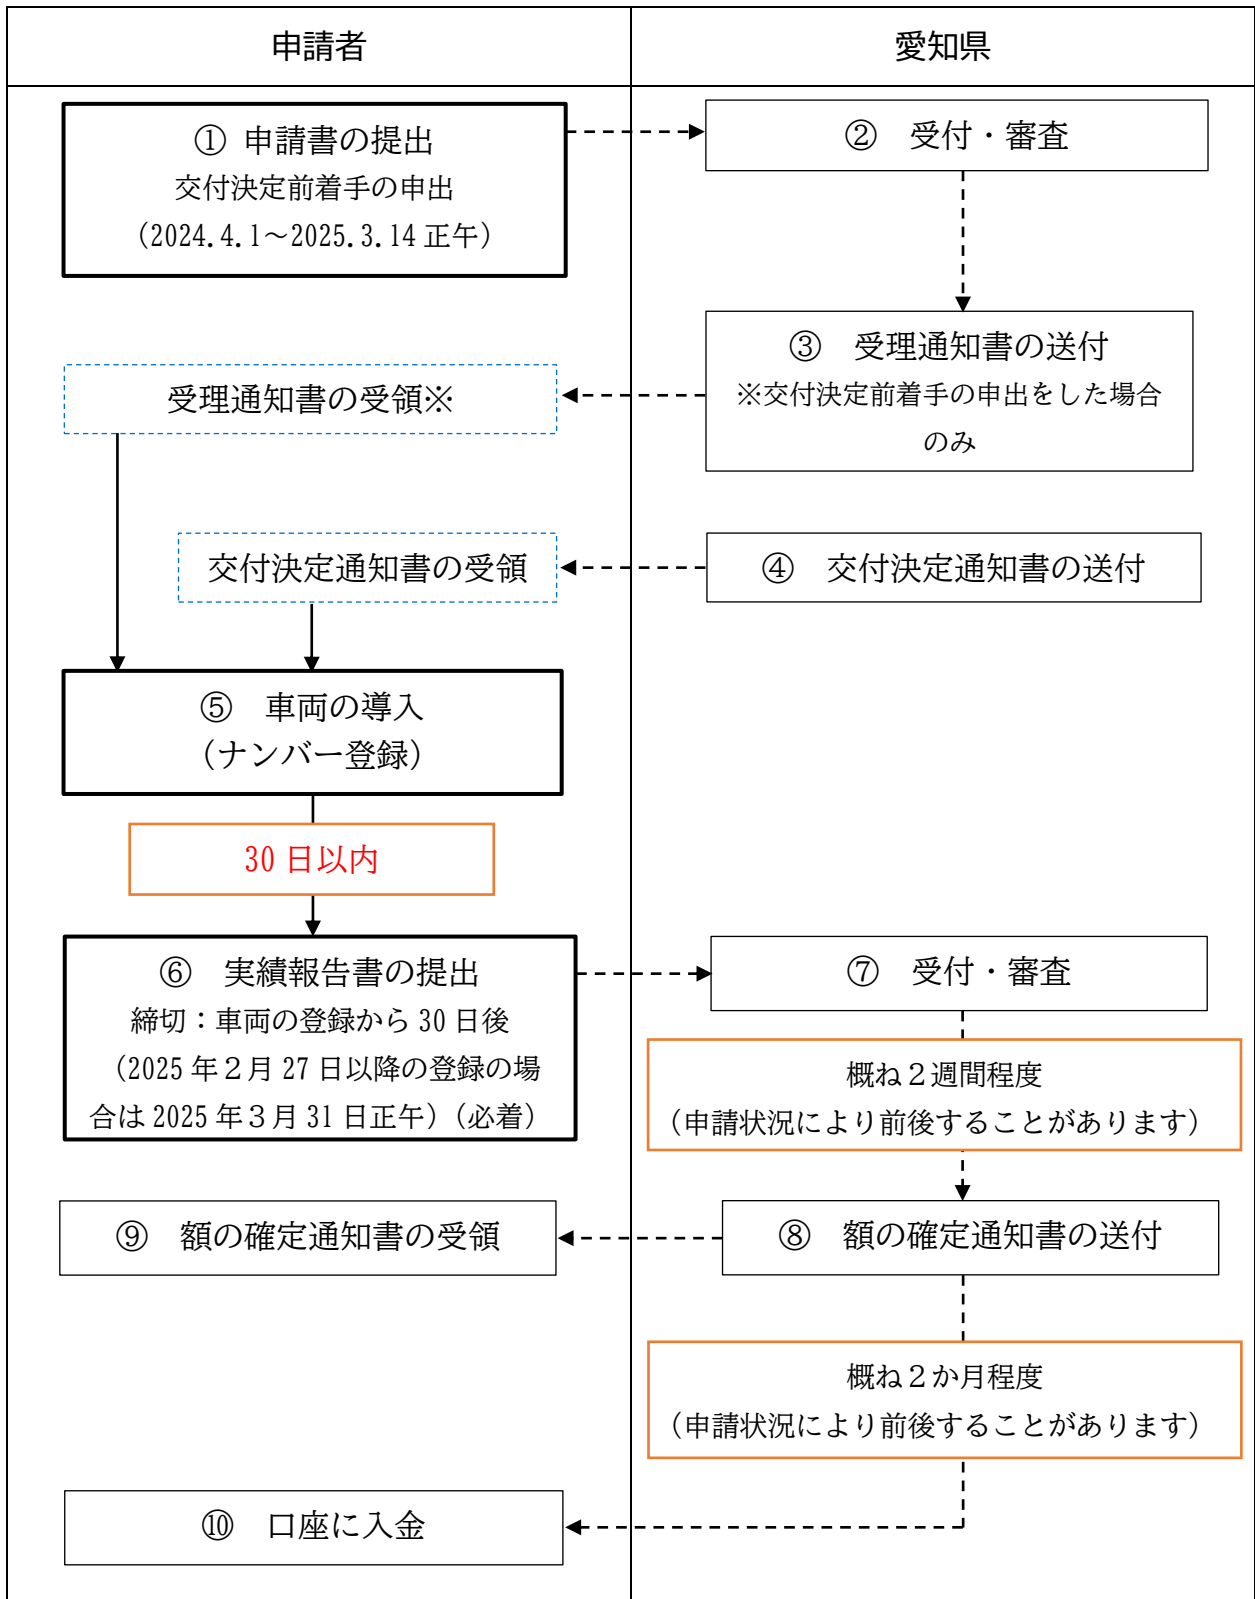 申請者
愛知県
① 申請書の提出
交付決定前着手の申出
（2024.4.1～2025.3.14 正午）
②　受付・審査
③　受理通知書の送付
※交付決定前着手の申出をした場合
のみ
受理通知書の受領※
交付決定通知書の受領
④　交付決定通知書の送付
⑤　車両の導入
（ナンバー登録）
30 日以内
⑥　実績報告書の提出
締切：車両の登録から 30 日後
（2025 年２月 27 日以降の登録の場
合は 2025 年３月 31 日正午）（必着）
⑦　受付・審査
概ね２週間程度
（申請状況により前後することがあります）
⑨　額の確定通知書の受領
⑧　額の確定通知書の送付
概ね２か月程度
（申請状況により前後することがあります）
⑩　口座に入金